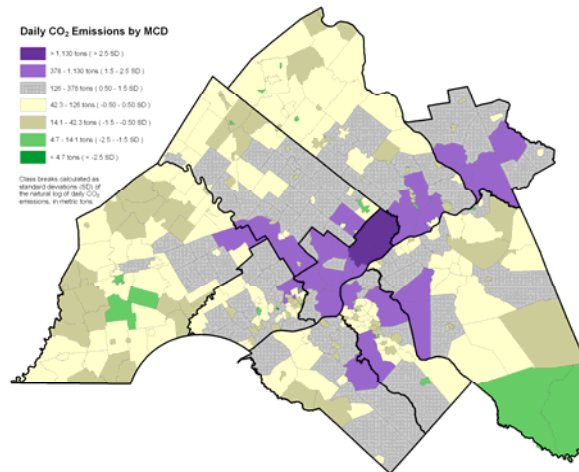 Daily CO₂ Emissions by MCD
> 1,130 tons ( > 2.5 SD )
378 - 1,130 tons ( 1.5 - 2.5 SD )
126 - 378 tons ( 0.50 - 1.5 SD )
42.3 - 126 tons ( -0.50 - 0.50 SD )
14.1 - 42.3 tons ( -1.5 - -0.50 SD )
4.7 - 14.1 tons ( -2.5 - -1.5 SD )
< 4.7 tons ( < -2.5 SD )
Class breaks calculated as
standard deviations (SD) of
the natural log of daily CO₂
emissions, in metric tons.